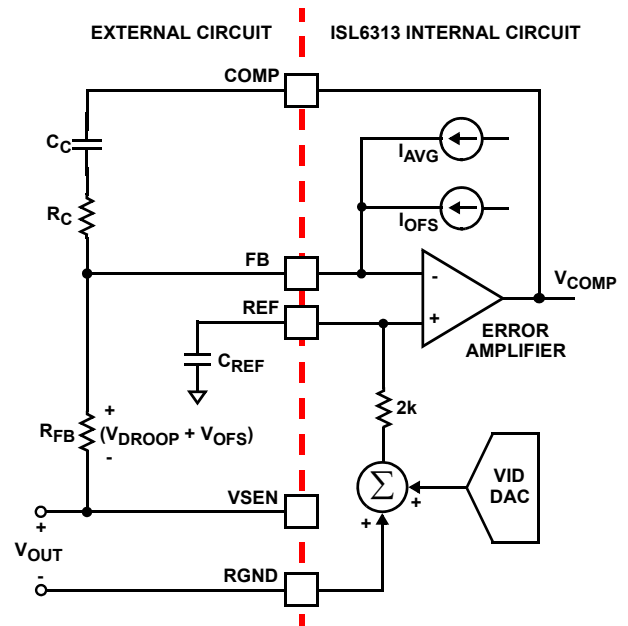 EXTERNAL CIRCUIT
ISL6313 INTERNAL CIRCUIT
COMP
CC
IAVG
RC
IOFS
FB
-
VCOMP
REF
+
ERROR
AMPLIFIER
CREF
2k
RFB
+
(VDROOP + VOFS)
-
Σ
VID
DAC
VSEN
+
+
+
VOUT
-
RGND